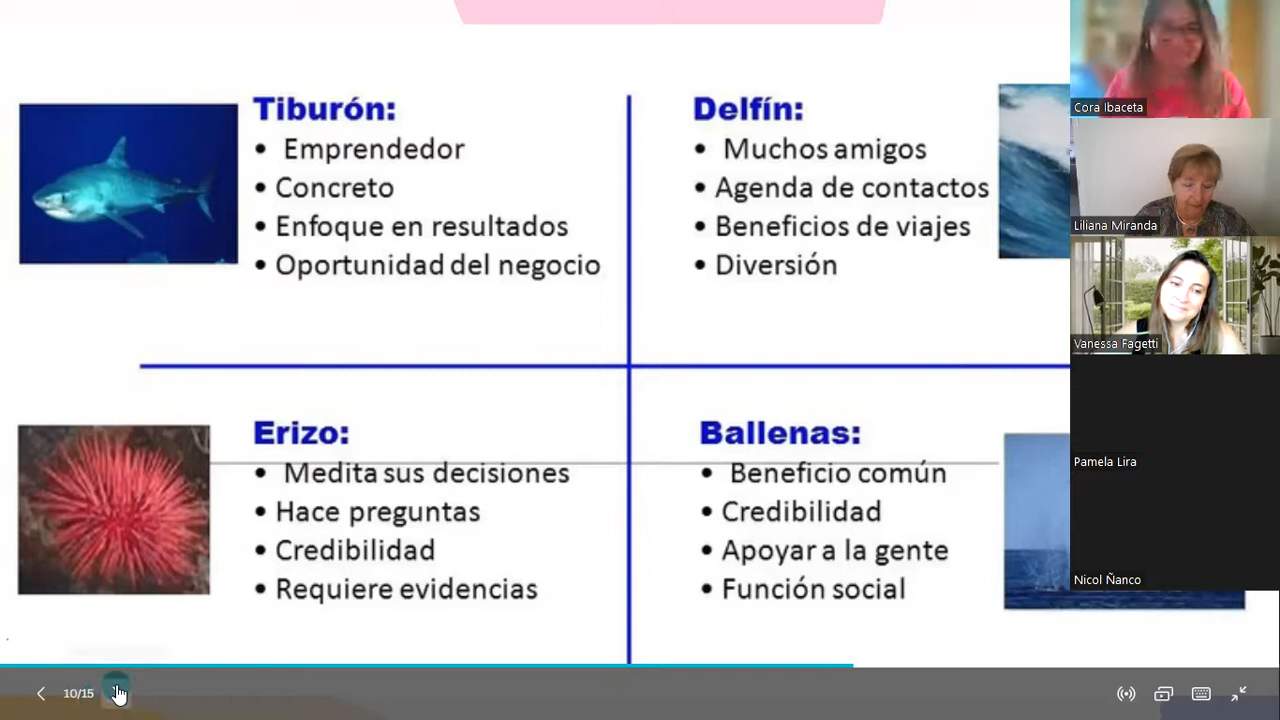 Tiburón:
• Emprendedor
• Concreto
• Enfoque en resultados
• Oportunidad del negocio
Delfín:
• Muchos amigos
• Agenda de contactos
• Beneficios de viajes
• Diversión
Erizo:
• Medita sus decisiones
• Hace preguntas
• Credibilidad
• Requiere evidencias
Ballenas:
• Beneficio común
• Credibilidad
• Apoyar a la gente
• Función social
Cora Ibaceta
Liliana Miranda
Vanessa Fagetti
Pamela Lira
Nicol Ñanco
10/15